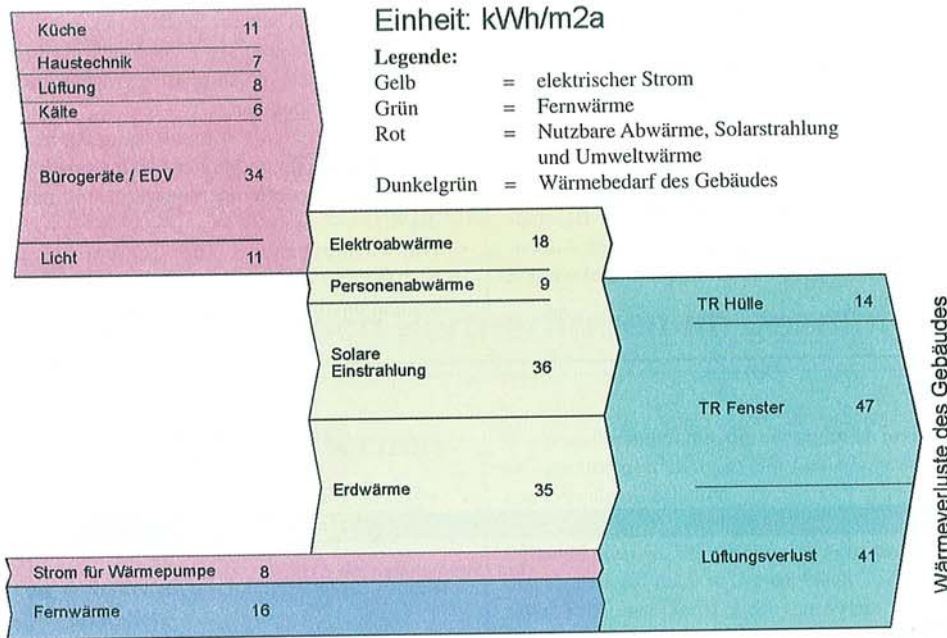 Einheit: kWh/m2a
Legende:
Gelb = elektrischer Strom
Grün = Fernwärme
Rot = Nutzbare Abwärme, Solarstrahlung
und Umweltwärme
Dunkelgrün = Wärmebedarf des Gebäudes
Küche 11
Haustechnik 7
Lüftung 8
Kälte 6
Bürogeräte / EDV 34
Licht 11
Elektroabwärme 18
Personenabwärme 9
Solare
Einstrahlung 36
Erdwärme 35
Strom für Wärmepumpe 8
Fernwärme 16
TR Hülle 14
TR Fenster 47
Lüftungsverlust 41
Wärmeverluste des Gebäudes